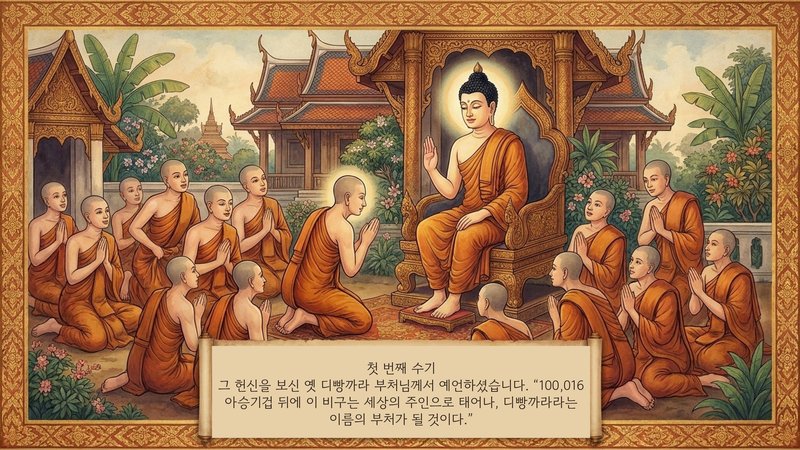 첫 번째 수기
그 헌신을 보신 옛 디빵까라 부처님께서 예언하셨습니다. “100,016
아승기겁 뒤에 이 비구는 세상의 주인으로 태어나, 디빵까라라는
이름의 부처가 될 것이다.”